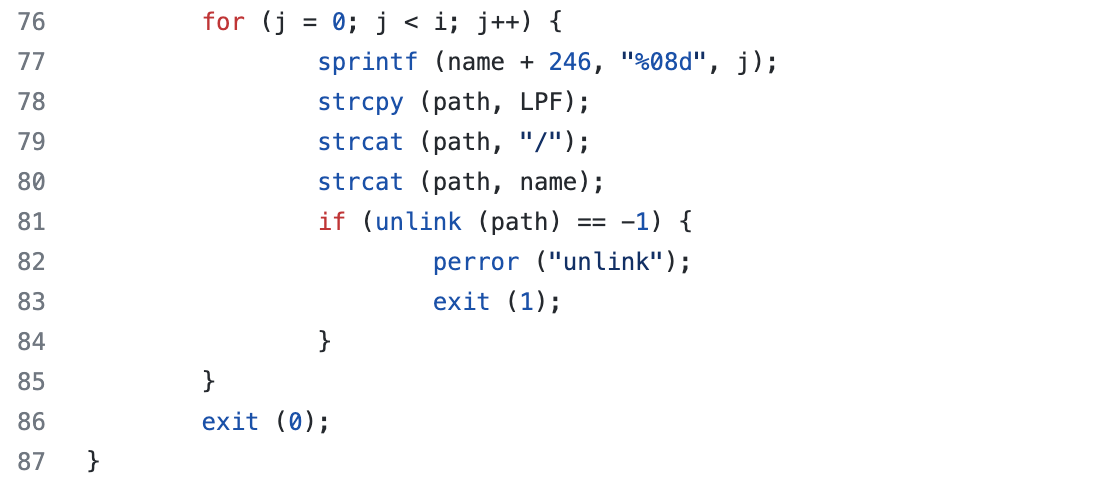 76 for (j = 0; j < i; j++) {
77 sprintf (name + 246, "%08d", j);
78 strcpy (path, LPF);
79 strcat (path, "/");
80 strcat (path, name);
81 if (unlink (path) == -1) {
82 perror ("unlink");
83 exit (1);
84 }
85 }
86 exit (0);
87 }